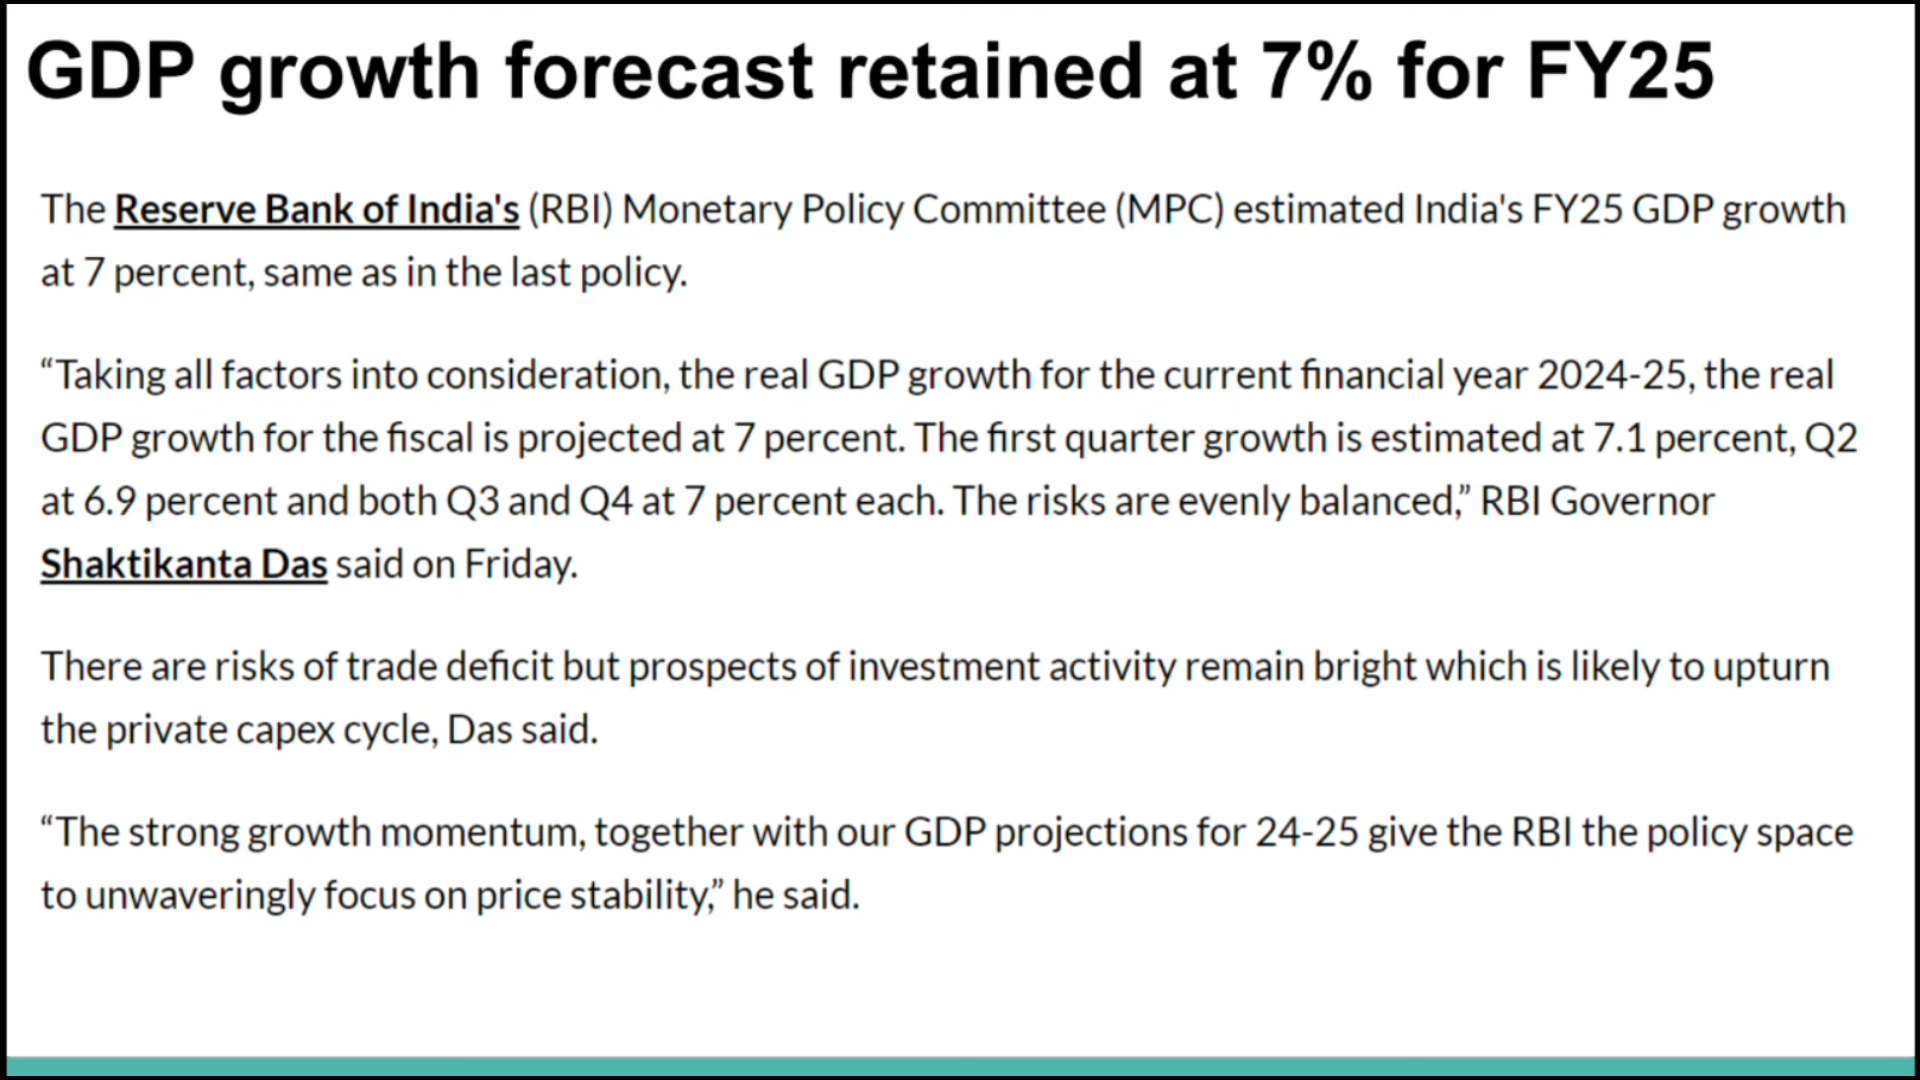 GDP growth forecast retained at 7% for FY25
The Reserve Bank of India's (RBI) Monetary Policy Committee (MPC) estimated India's FY25 GDP growth
at 7 percent, same as in the last policy.
“Taking all factors into consideration, the real GDP growth for the current financial year 2024-25, the real
GDP growth for the fiscal is projected at 7 percent. The first quarter growth is estimated at 7.1 percent, Q2
at 6.9 percent and both Q3 and Q4 at 7 percent each. The risks are evenly balanced,” RBI Governor
Shaktikanta Das said on Friday.
There are risks of trade deficit but prospects of investment activity remain bright which is likely to upturn
the private capex cycle, Das said.
“The strong growth momentum, together with our GDP projections for 24-25 give the RBI the policy space
to unwaveringly focus on price stability,” he said.